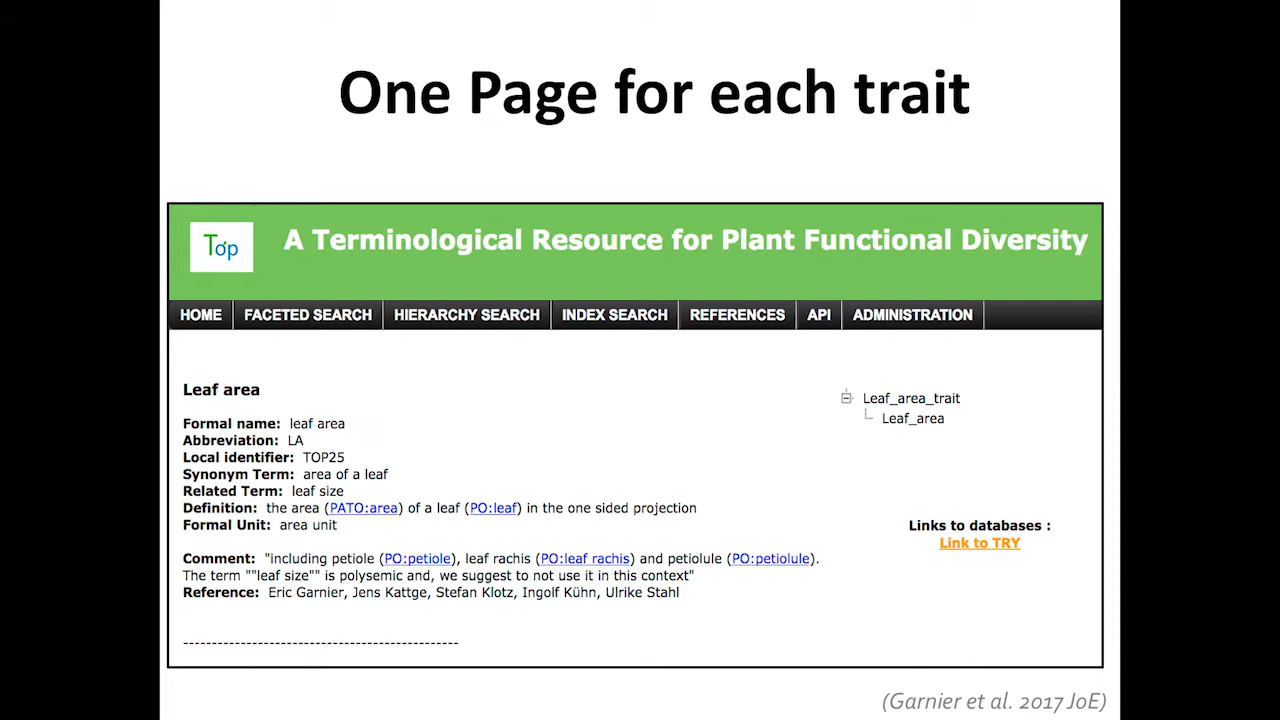 One Page for each trait
Top
A Terminological Resource for Plant Functional Diversity
HOME FACETED SEARCH HIERARCHY SEARCH INDEX SEARCH REFERENCES API ADMINISTRATION
Leaf area
Formal name: leaf area
Abbreviation: LA
Local identifier: TOP25
Synonym Term: area of a leaf
Related Term: leaf size
Definition: the area (PATO:area) of a leaf (PO:leaf) in the one sided projection
Formal Unit: area unit
Comment: "including petiole (PO:petiole), leaf rachis (PO:leaf rachis) and petiolule (PO:petiolule).
The term ""leaf size"" is polysemic and, we suggest to not use it in this context"
Reference: Eric Garnier, Jens Kattge, Stefan Klotz, Ingolf Kühn, Ulrike Stahl
-----------------------------------------------
Leaf_area_trait
Leaf_area
Links to databases :
Link to TRY
(Garnier et al. 2017 JoE)